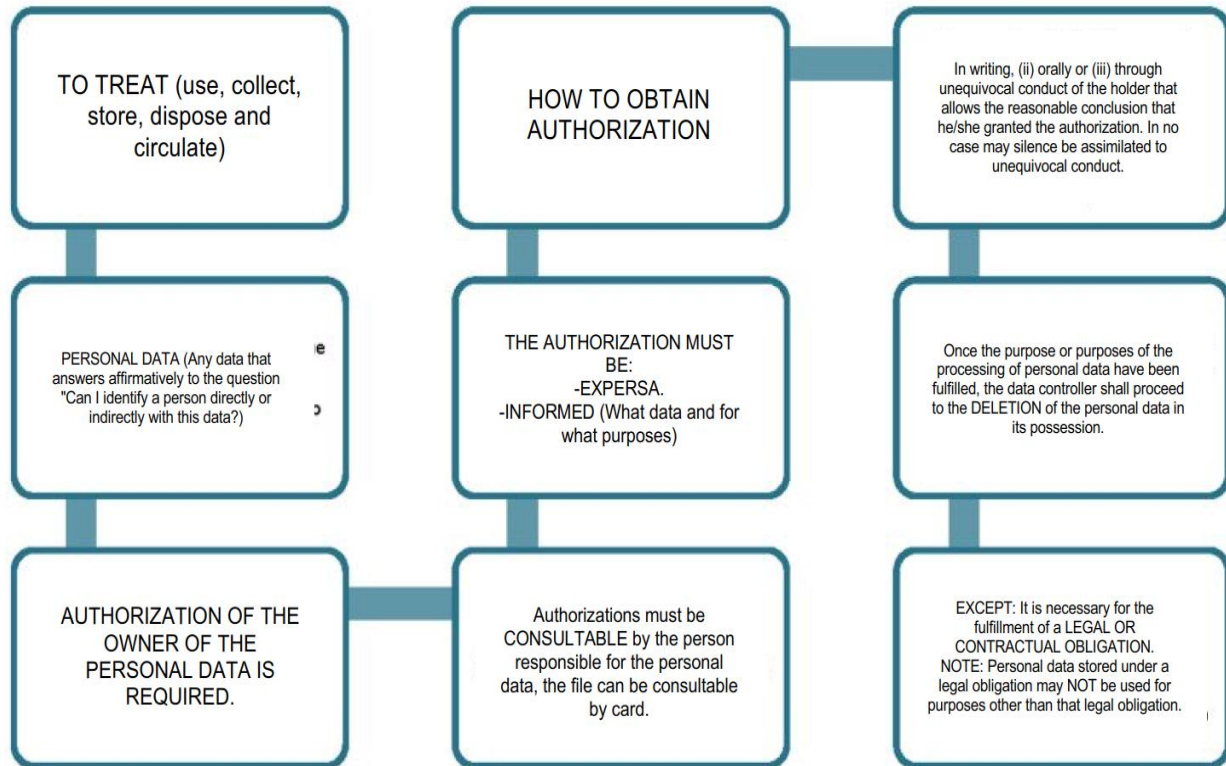 TO TREAT (use, collect,
store, dispose and
circulate)
PERSONAL DATA (Any data that
answers affirmatively to the question
"Can I identify a person directly or
indirectly with this data?)
AUTHORIZATION OF THE
OWNER OF THE
PERSONAL DATA IS
REQUIRED.
Authorizations must be
CONSULTABLE by the person
responsible for the personal
data, the file can be consultable
by card.
THE AUTHORIZATION MUST
BE:
-EXPERSA.
-INFORMED (What data and for
what purposes)
HOW TO OBTAIN
AUTHORIZATION
In writing, (ii) orally or (iii) through
unequivocal conduct of the holder that
allows the reasonable conclusion that
he/she granted the authorization. In no
case may silence be assimilated to
unequivocal conduct.
Once the purpose or purposes of the
processing of personal data have been
fulfilled, the data controller shall proceed
to the DELETION of the personal data in
its possession.
EXCEPT: It is necessary for the
fulfillment of a LEGAL OR
CONTRACTUAL OBLIGATION.
NOTE: Personal data stored under a
legal obligation may NOT be used for
purposes other than that legal obligation.